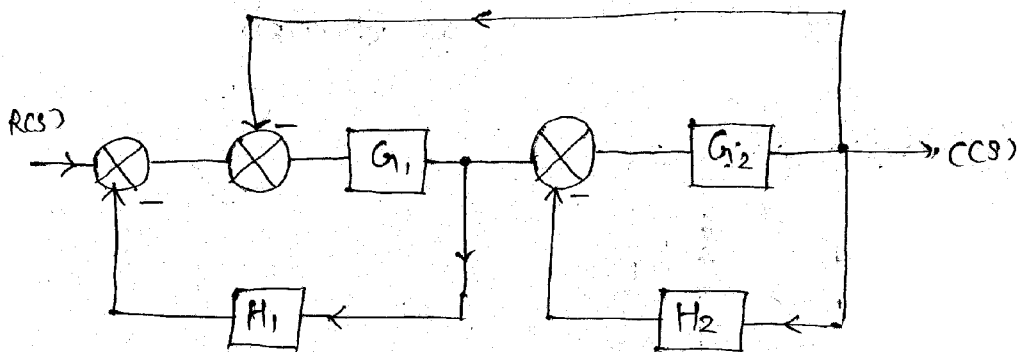 R(S)
−
−
G₁
−
G₂
C(S)
H₁
H₂